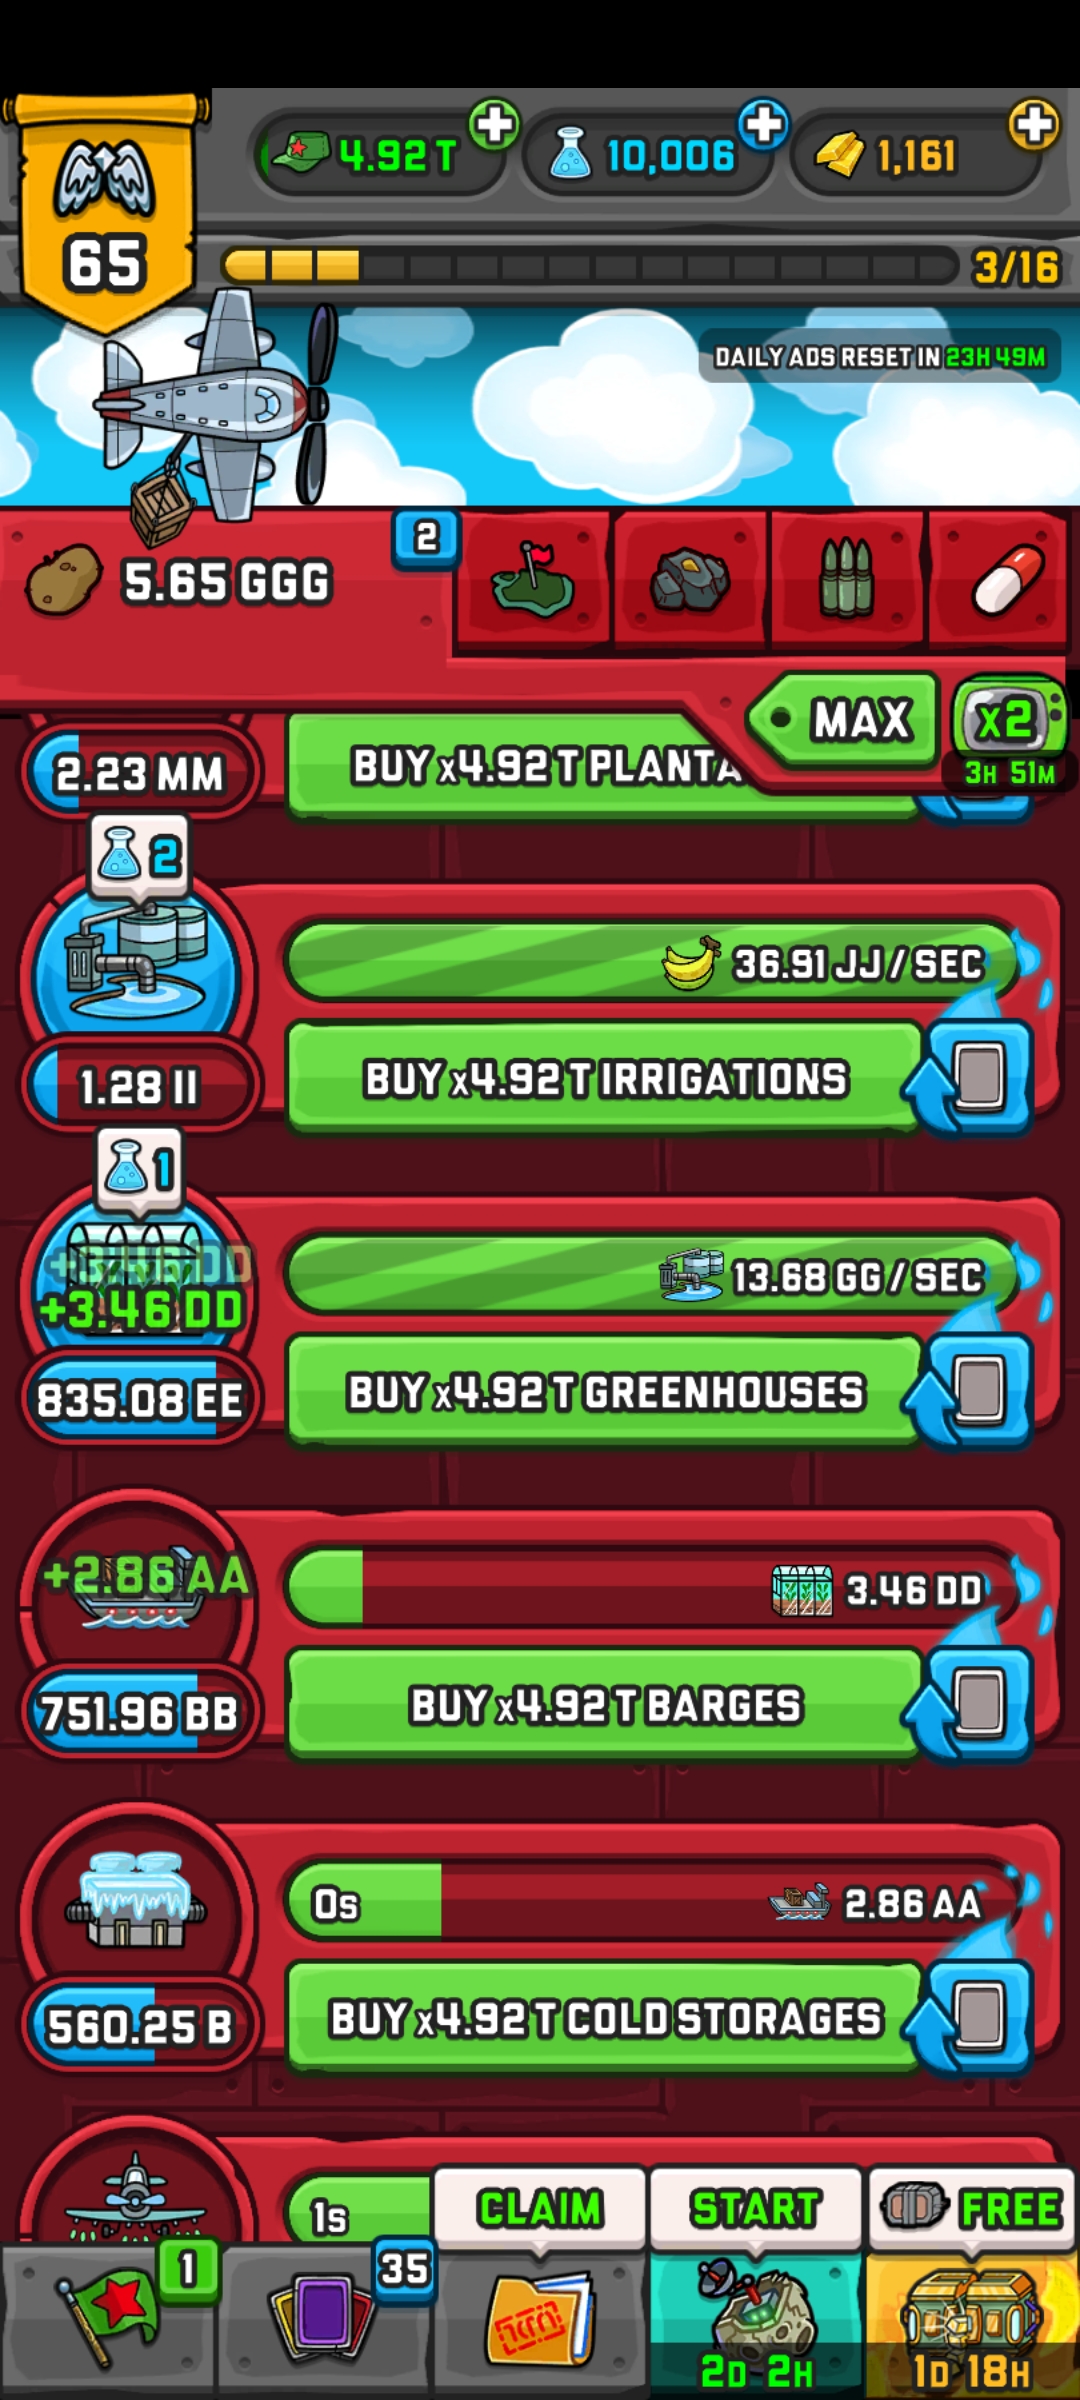 4.92 T
10,006
1,161
65
3/16
DAILY ADS RESET IN 23H 49M
5.65 GGG
2
MAX
x2
3H 51M
2.23 MM
BUY x4.92 T PLANTA
2
36.91 JJ / SEC
1.28 II
BUY x4.92 T IRRIGATIONS
1
+3.46 DD
+3.46 DD
13.68 GG / SEC
835.08 EE
BUY x4.92 T GREENHOUSES
+2.86 AA
3.46 DD
751.96 BB
BUY x4.92 T BARGES
0s
2.86 AA
560.25 B
BUY x4.92 T COLD STORAGES
1s
CLAIM
START
FREE
1
35
2D 2H
1D 18H